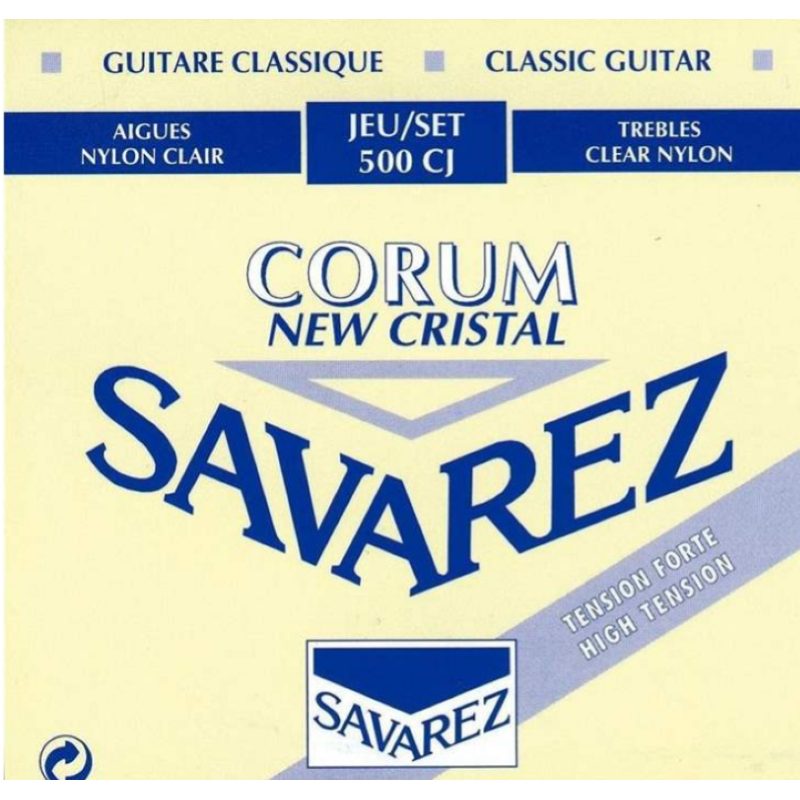 GUITARE CLASSIQUE
CLASSIC GUITAR
AIGUES
NYLON CLAIR
JEU/SET
500 CJ
TREBLES
CLEAR NYLON
CORUM
NEW CRISTAL
SAVAREZ
TENSION FORTE
HIGH TENSION
SAVAREZ